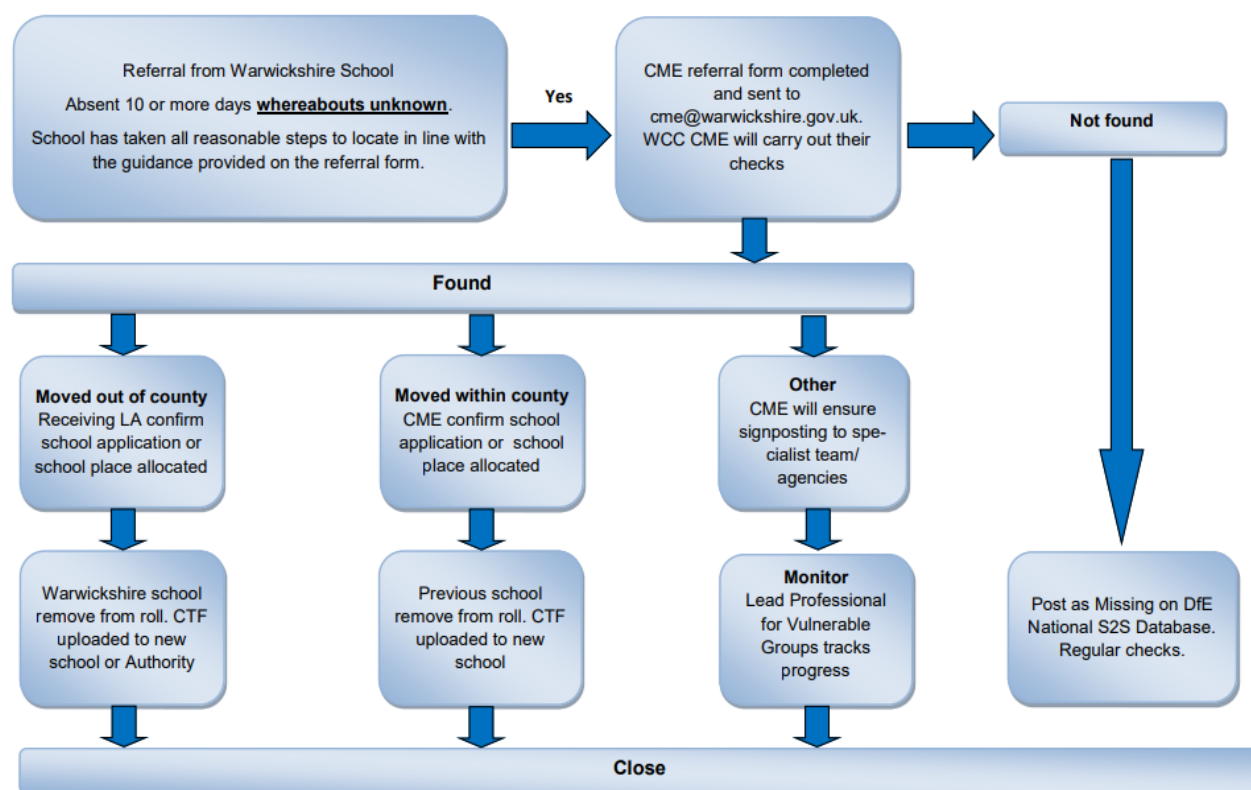 Referral from Warwickshire School
Absent 10 or more days whereabouts unknown.
School has taken all reasonable steps to locate in line with
the guidance provided on the referral form.
Yes
CME referral form completed
and sent to
cme@warwickshire.gov.uk.
WCC CME will carry out their
checks
Not found
Found
Moved out of county
Receiving LA confirm
school application or
school place allocated
Moved within county
CME confirm school
application or school
place allocated
Other
CME will ensure
signposting to spe-
cialist team/
agencies
Warwickshire school
remove from roll. CTF
uploaded to new
school or Authority
Previous school
remove from roll. CTF
uploaded to new
school
Monitor
Lead Professional
for Vulnerable
Groups tracks
progress
Post as Missing on DfE
National S2S Database.
Regular checks.
Close